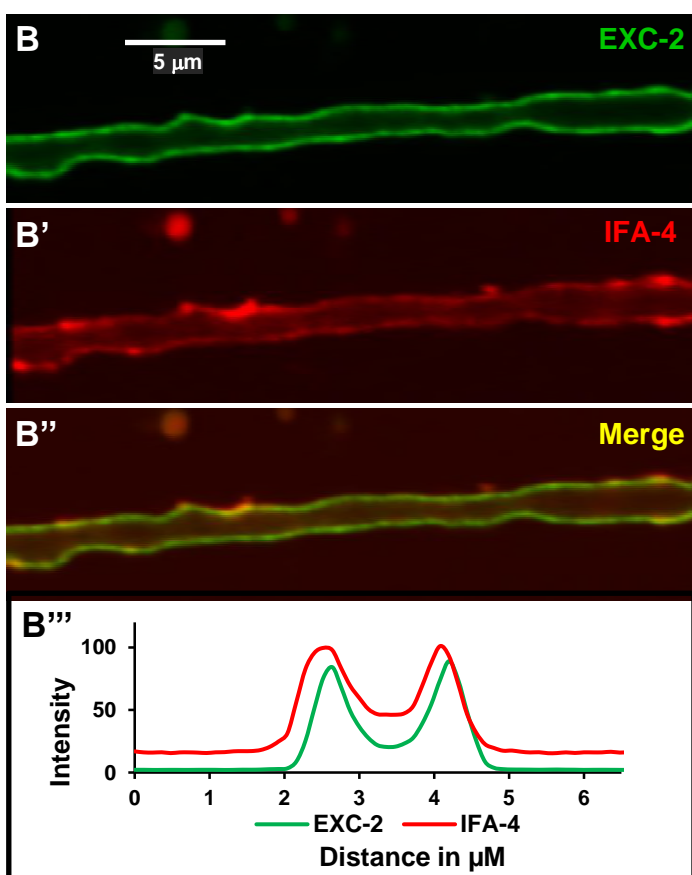 B
EXC-2
5 μm
B'
IFA-4
B''
Merge
B'''
100
50
0
Intensity
0 1 2 3 4 5 6
EXC-2 IFA-4
Distance in μM